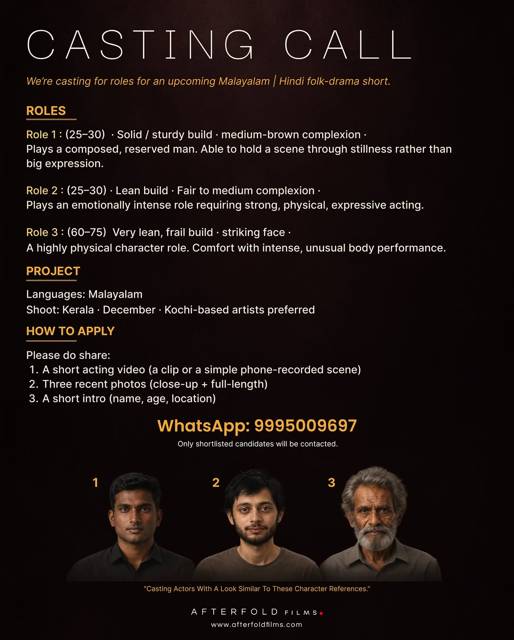 CASTING CALL
We're casting for roles for an upcoming Malayalam | Hindi folk-drama short.
ROLES
Role 1 : (25–30) · Solid / sturdy build · medium-brown complexion ·
Plays a composed, reserved man. Able to hold a scene through stillness rather than
big expression.
Role 2 : (25–30) · Lean build · Fair to medium complexion ·
Plays an emotionally intense role requiring strong, physical, expressive acting.
Role 3 : (60–75) Very lean, frail build · striking face ·
A highly physical character role. Comfort with intense, unusual body performance.
PROJECT
Languages: Malayalam
Shoot: Kerala · December · Kochi-based artists preferred
HOW TO APPLY
Please do share:
1. A short acting video (a clip or a simple phone-recorded scene)
2. Three recent photos (close-up + full-length)
3. A short intro (name, age, location)
WhatsApp: 9995009697
Only shortlisted candidates will be contacted.
1 2 3
"Casting Actors With A Look Similar To These Character References."
AFTERFOLD FILMS.
www.afterfoldfilms.com